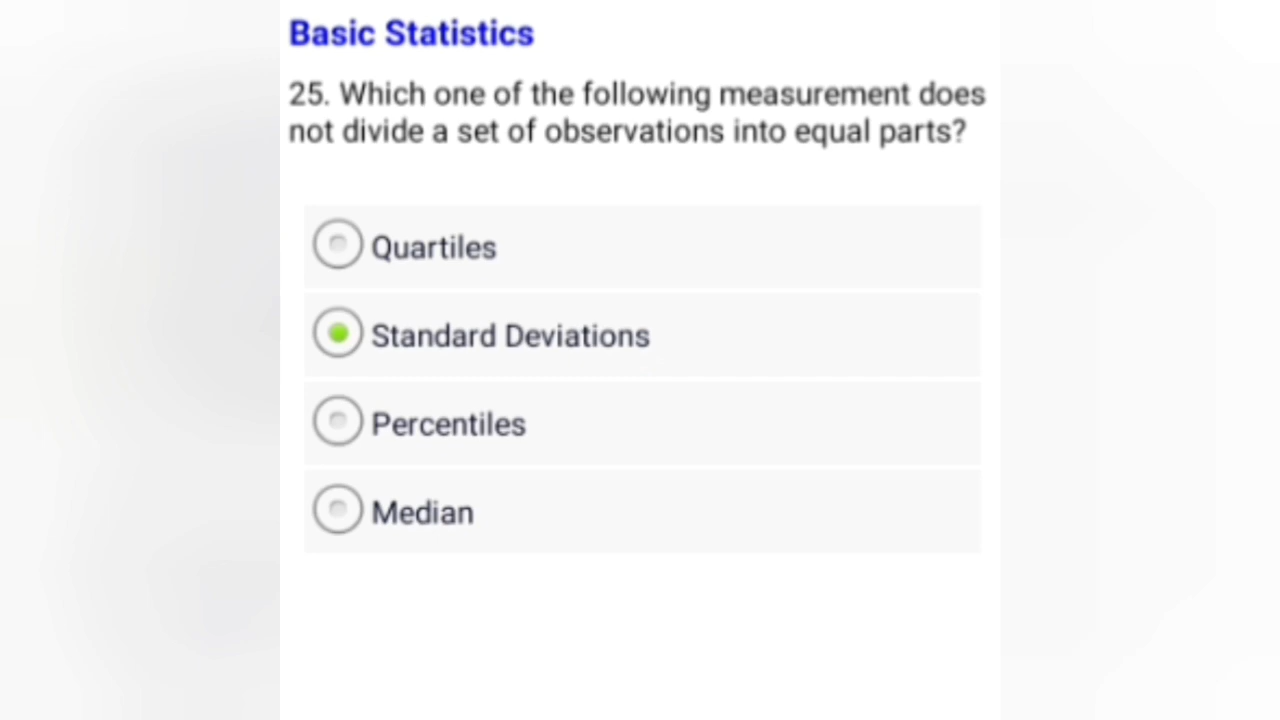 Basic Statistics
25. Which one of the following measurement does
not divide a set of observations into equal parts?
Quartiles
Standard Deviations
Percentiles
Median